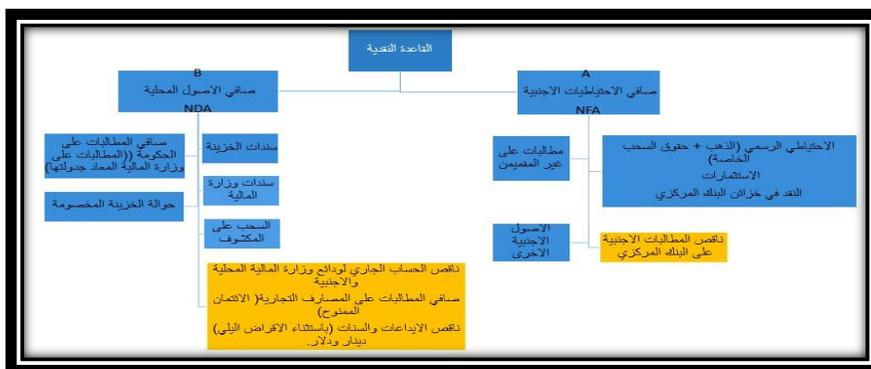 القاعدة النقدية
A
صافي الاحتياطيات الاجنبية
NFA
B
صافي الاصول المحلية
NDA
الاحتياطي الرسمي (الذهب + حقوق السحب
الخاصة)
الاستثمارات
النقد في خزائن البنك المركزي
مطالبات على
غير المقميمن
ناقص المطالبات الاجنبية
على البنك المركزي
الاصول
الاجنبية
الاخرى
سندات الخزينة
صافي المطالبات على
الحكومة ((المطالبات على
وزارة المالية المعاد جدولتها)
سندات وزارة
المالية
حوالة الخزينة المخصومة
السحب على
المكشوف
ناقص الحساب الجاري لودائع وزارة المالية المحلية
والاجنبية
صافي المطالبات على المصارف التجارية( الائتمان
الممنوح)
ناقص الايداعات والسنات (باستثناء الاقراض اليلي)
دينار ودلار.